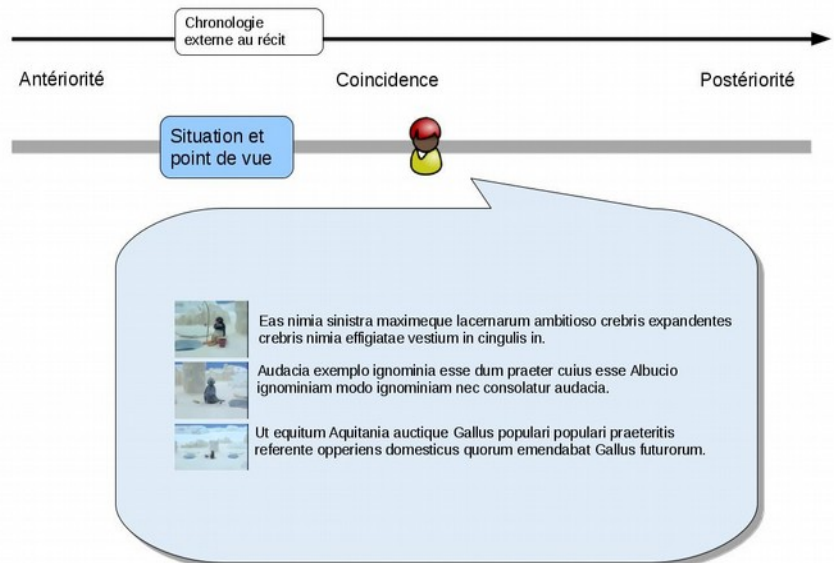 Chronologie
externe au récit
Antériorité
Coincidence
Postériorité
Situation et
point de vue
Eas nimia sinistra maximeque lacernarum ambitioso crebris expandentes
crebris nimia effigiatae vestium in cingulis in.
Audacia exemplo ignominia esse dum praeter cuius esse Albucio
ignominiam modo ignominiam nec consolatur audacia.
Ut equitum Aquitania auctique Gallus populari populari praeteritis
referente opperiens domesticus quorum emendabat Gallus futurorum.